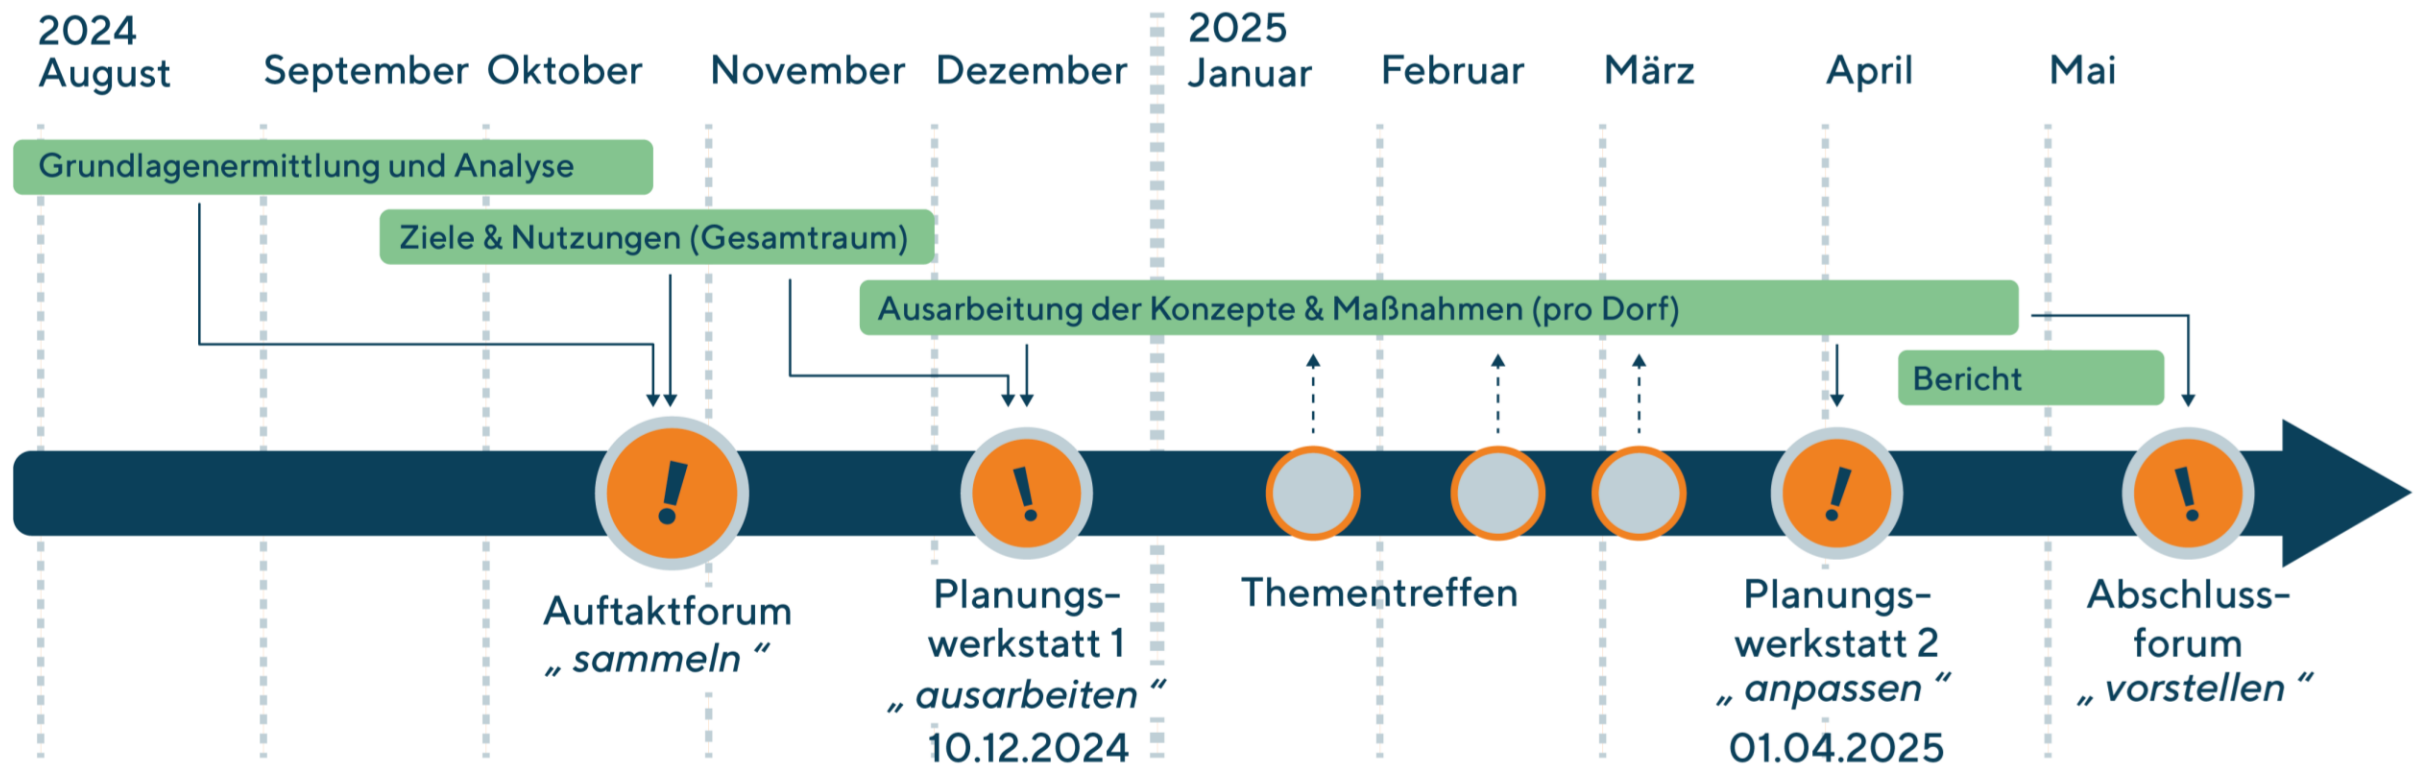 2024
August
September
Oktober
November
Dezember
2025
Januar
Februar
März
April
Mai
Grundlagenermittlung und Analyse
Ziele & Nutzungen (Gesamtraum)
Ausarbeitung der Konzepte & Maßnahmen (pro Dorf)
Bericht
!
!
!
!
Auftaktforum
„ sammeln “
Planungs-
werkstatt 1
„ ausarbeiten “
10.12.2024
Thementreffen
Planungs-
werkstatt 2
„ anpassen “
01.04.2025
Abschluss-
forum
„ vorstellen “